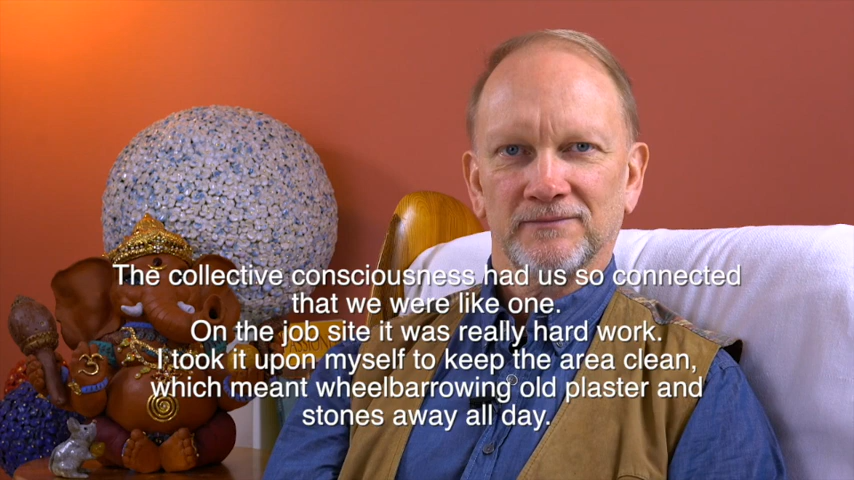 The collective consciousness had us so connected
that we were like one.
On the job site it was really hard work.
I took it upon myself to keep the area clean,
which meant wheelbarrowing old plaster and
stones away all day.